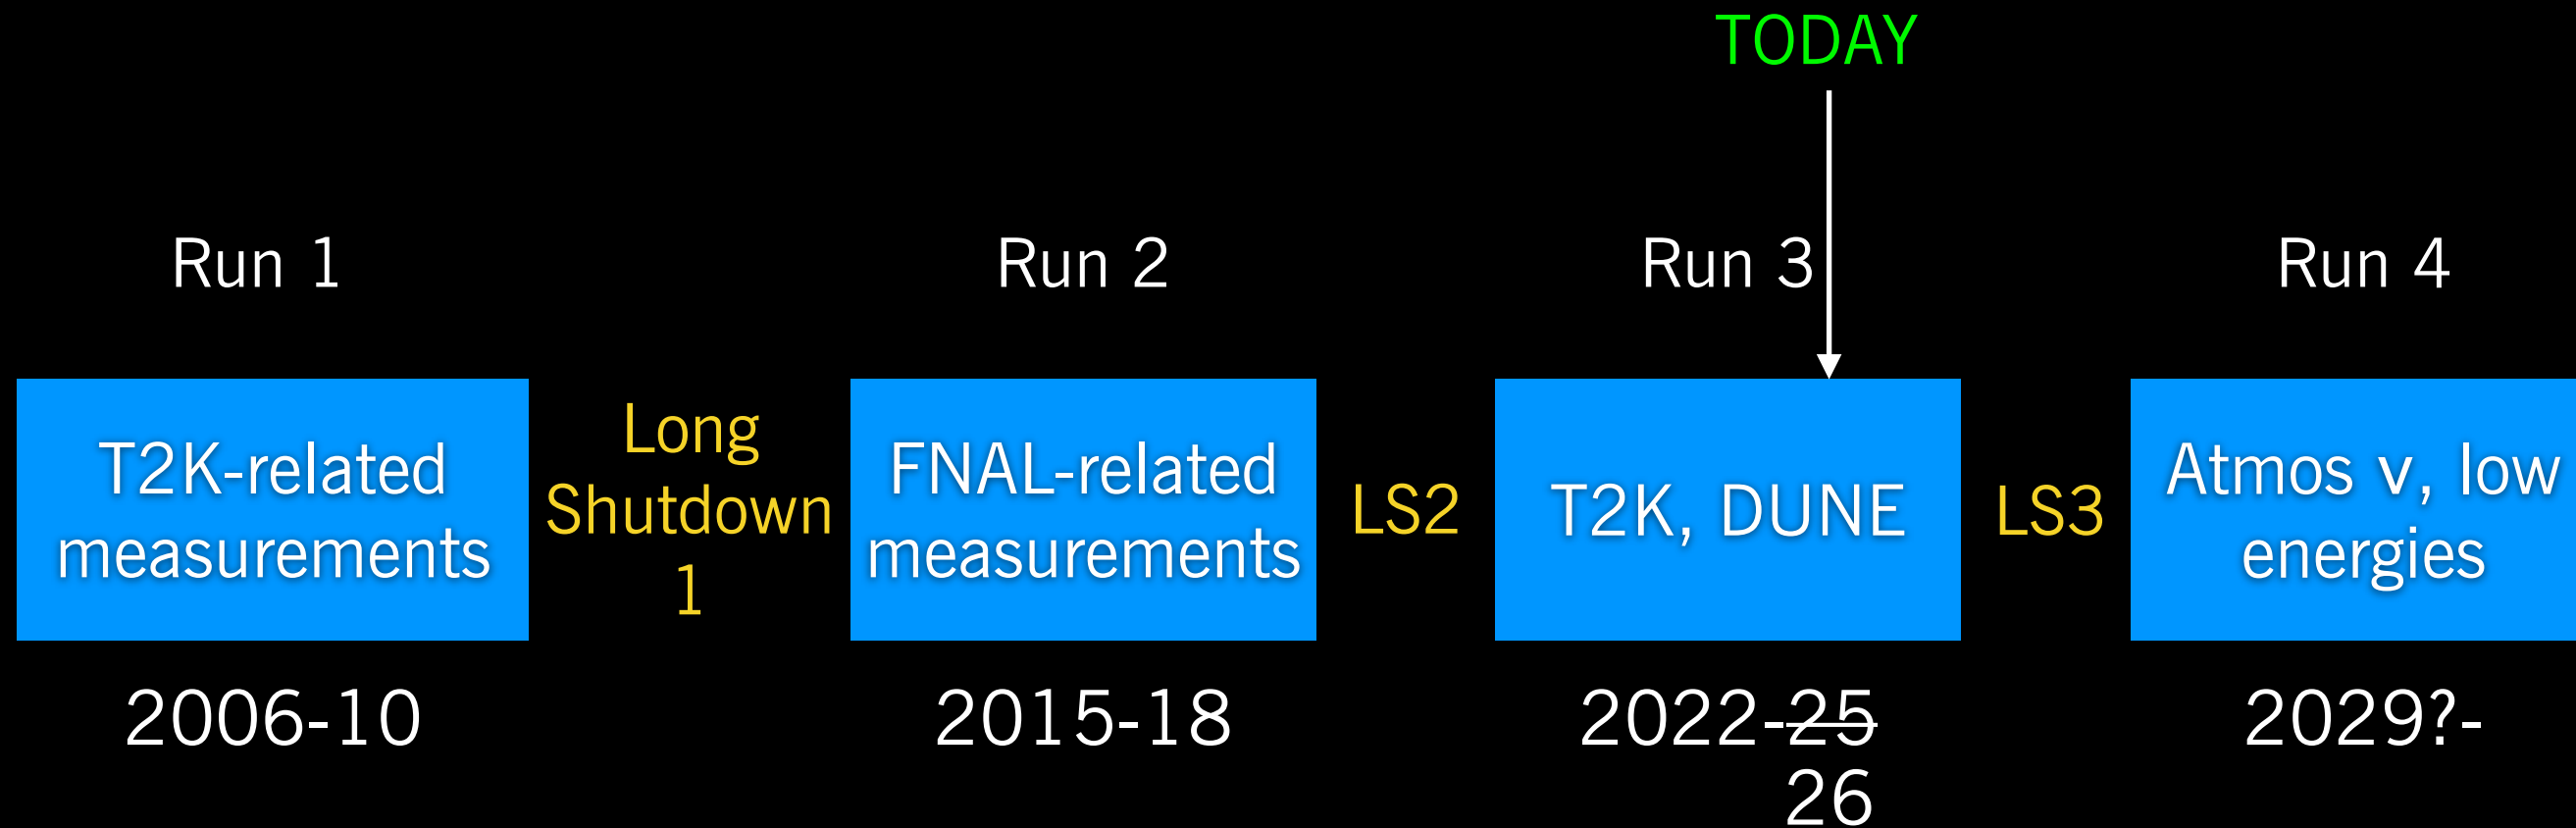 TODAY
Run 1
Run 2
Run 3
Run 4
T2K-related
measurements
Long
Shutdown
1
FNAL-related
measurements
LS2
T2K, DUNE
LS3
Atmos ν, low
energies
2006-10
2015-18
2022-25
26
2029?-